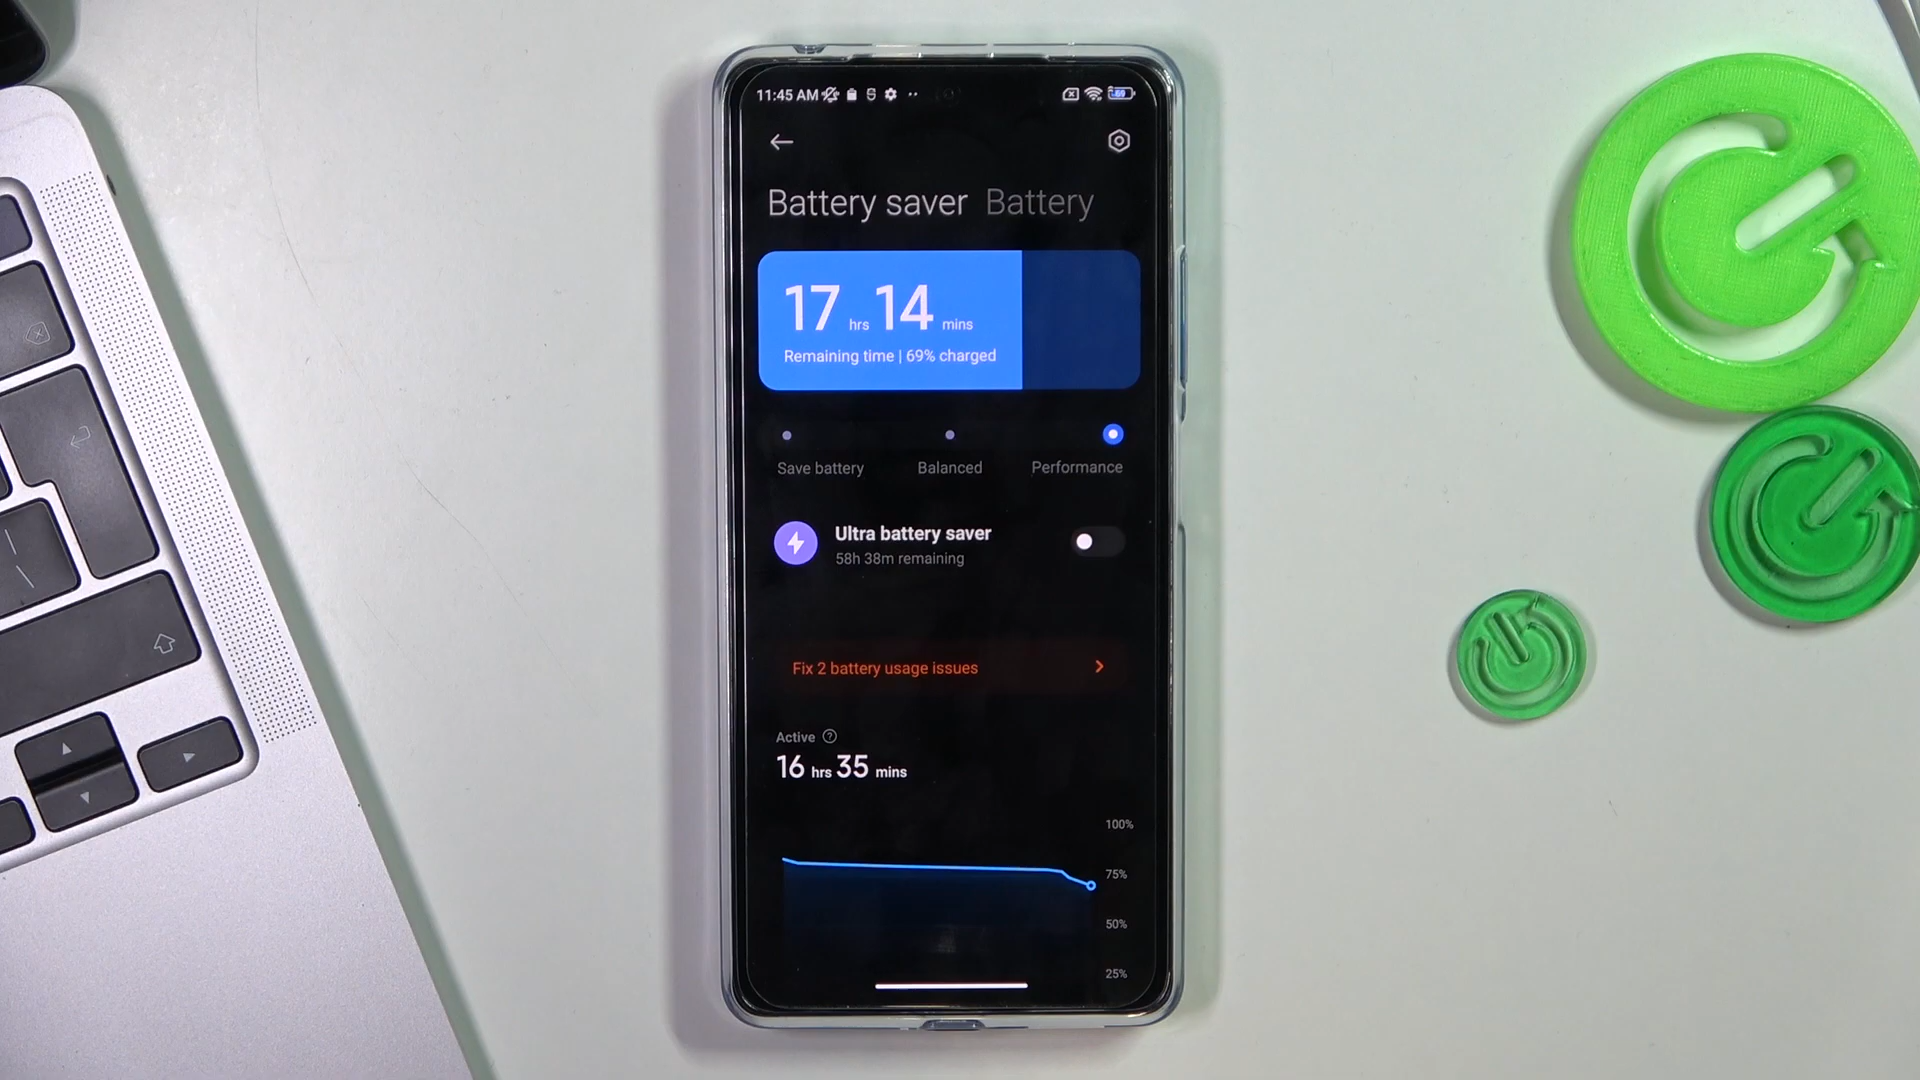 11:45 AM
69
Battery saver Battery
17 hrs 14 mins
Remaining time | 69% charged
Save battery Balanced Performance
Ultra battery saver
58h 38m remaining
Fix 2 battery usage issues
Active
16 hrs 35 mins
100%
75%
50%
25%